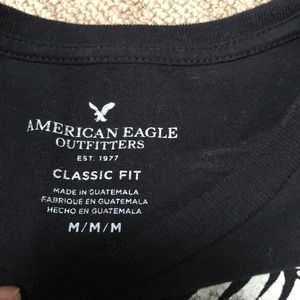 AMERICAN EAGLE
OUTFITTERS
EST. 1977
CLASSIC FIT
MADE IN GUATEMALA
FABRIQUÉ EN GUATEMALA
HECHO EN GUATEMALA
M/M/M